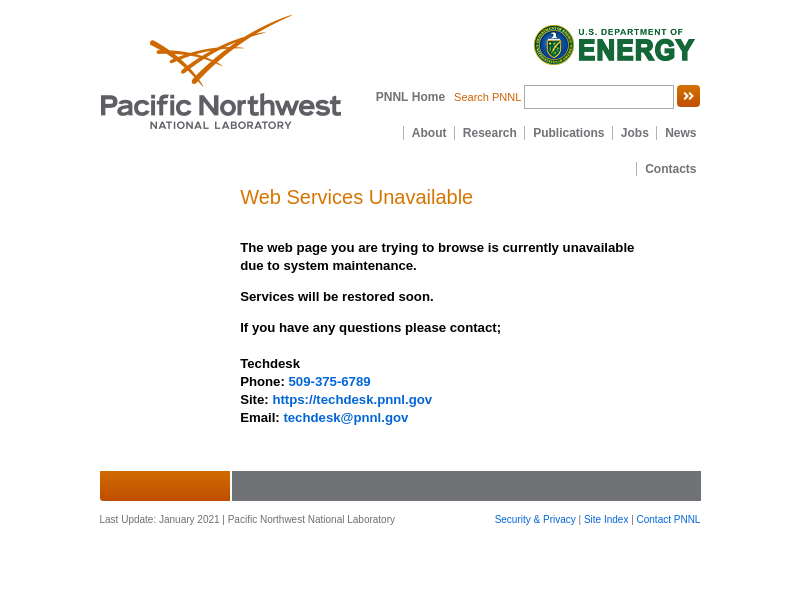 Pacific Northwest
NATIONAL LABORATORY
U.S. DEPARTMENT OF
ENERGY
PNNL Home Search PNNL
About Research Publications Jobs News
Contacts
Web Services Unavailable
The web page you are trying to browse is currently unavailable
due to system maintenance.
Services will be restored soon.
If you have any questions please contact;
Techdesk
Phone: 509-375-6789
Site: https://techdesk.pnnl.gov
Email: techdesk@pnnl.gov
Last Update: January 2021 | Pacific Northwest National Laboratory
Security & Privacy | Site Index | Contact PNNL